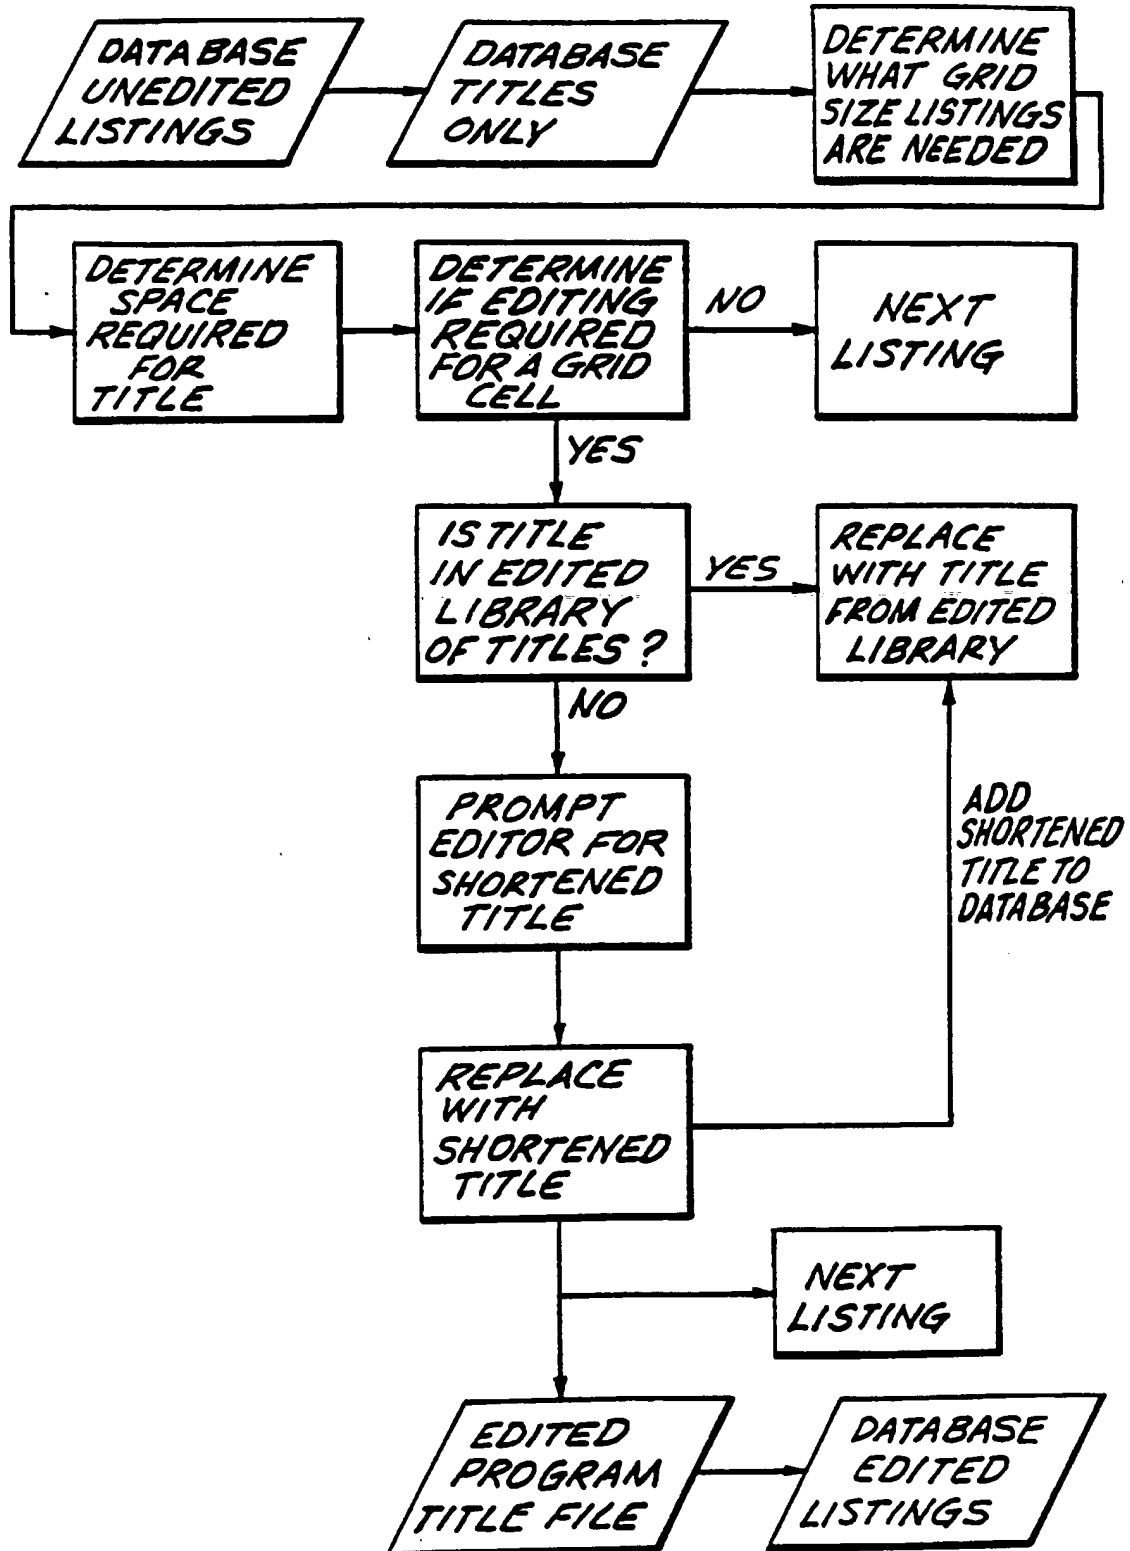 DATABASE
UNEDITED
LISTINGS
DATABASE
TITLES
ONLY
DETERMINE
WHAT GRID
SIZE LISTINGS
ARE NEEDED
DETERMINE
SPACE
REQUIRED
FOR
TITLE
DETERMINE
IF EDITING
REQUIRED
FOR A GRID
CELL
NO
NEXT
LISTING
YES
IS TITLE
IN EDITED
LIBRARY
OF TITLES?
YES
REPLACE
WITH TITLE
FROM EDITED
LIBRARY
NO
PROMPT
EDITOR FOR
SHORTENED
TITLE
ADD
SHORTENED
TITLE TO
DATABASE
REPLACE
WITH
SHORTENED
TITLE
NEXT
LISTING
EDITED
PROGRAM
TITLE FILE
DATABASE
EDITED
LISTINGS